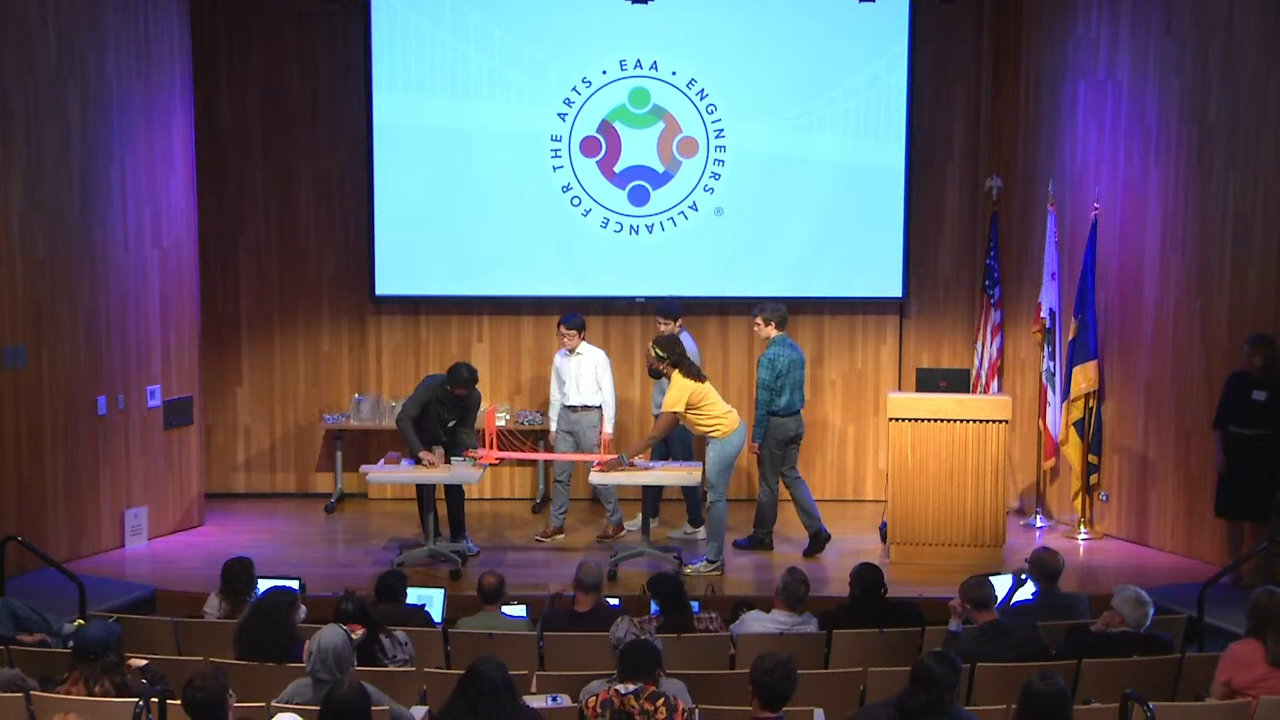 • EAA •
ENGINEERS ALLIANCE FOR THE ARTS
®